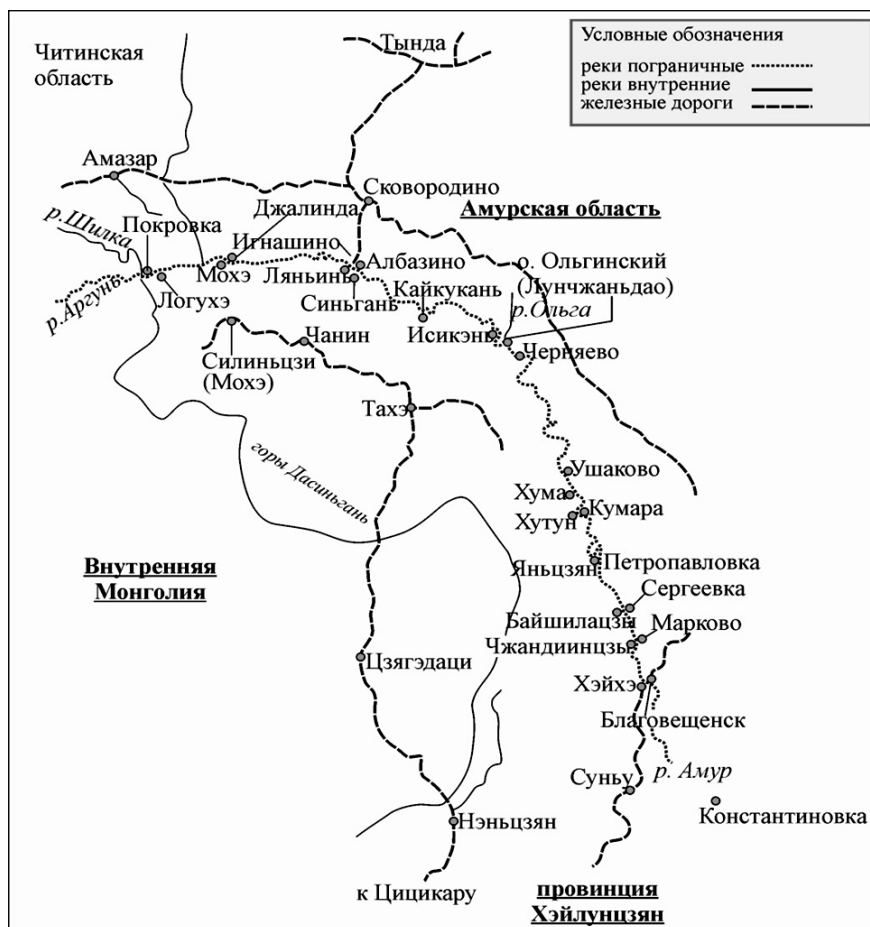 Условные обозначения
реки пограничные
реки внутренние
железные дороги
Тында
Читинская
область
Амазар
Сковородино
Джалинда
Амурская область
р.Шилка
Покровка
Игнашино
Албазино
о. Ольгинский
(Лунчжаньдао)
Мохэ
Ляньинь
Кайкукань
р.Аргунь
Логухэ
Синьгань
р.Ольга
Исикэнь
Чанин
Черняево
Силиньцзи
(Мохэ)
Тахэ
горы Дасиньгань
Ушаково
Хума
Кумара
Хутун
Внутренняя
Монголия
Яньцзян
Петропавловка
Сергеевка
Байшилацзы
Марково
Чжандиинцзы
Цзягэдаци
Хэйхэ
Благовещенск
р. Амур
Суньу
Константиновка
Нэньцзян
к Цицикару
провинция
Хэйлунцзян